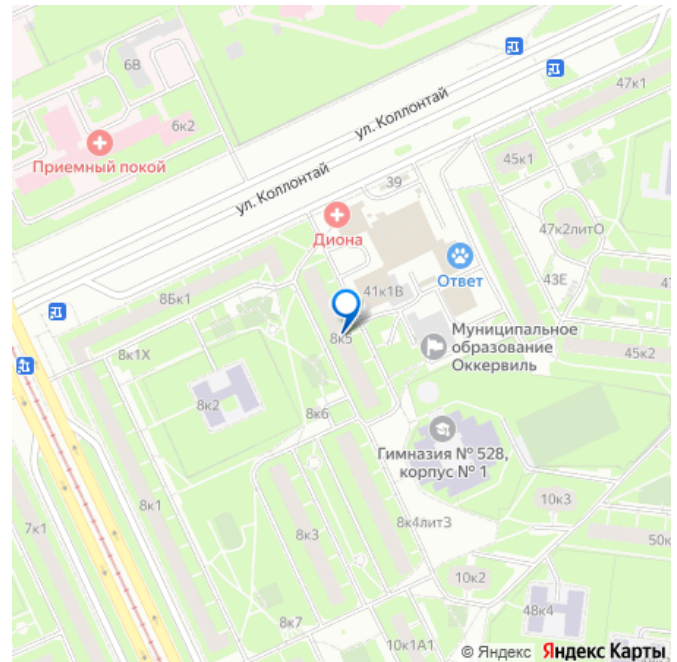 6В
47к1
ул. Коллонтай
6к2
Приемный покой
45к1
39
ул. Коллонтай
Диона
47к2литО
Ответ
43Е
8Бк1
41к1В
47
Муниципальное
образование
Оккервиль
8к5
8к1Х
45к2
8к2
8к6
Гимназия № 528,
корпус № 1
8к1
10к3
7к1
8к3
8к4литЗ
50к
10к2
48к4
8к7
10к1А1
© Яндекс Яндекс Карты